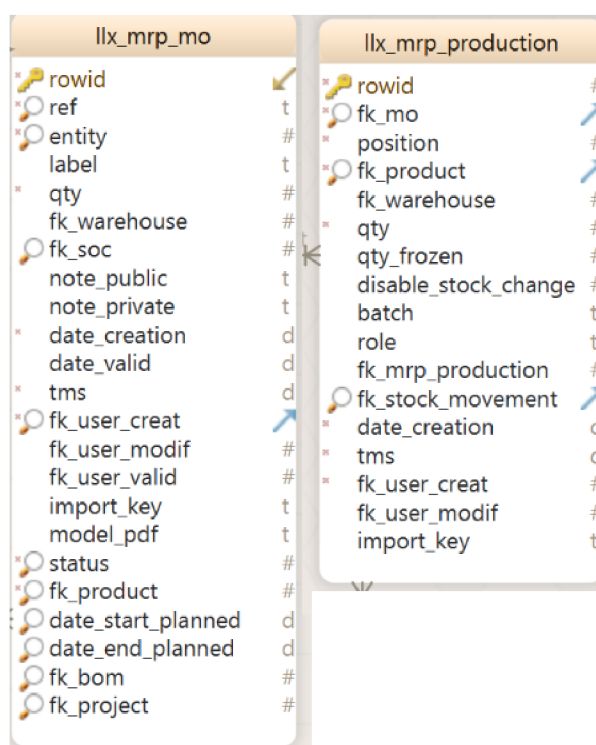 llx_mrp_mo
rowid
ref t
entity #
label t
qty #
fk_warehouse #
fk_soc #
note_public t
note_private t
date_creation d
date_valid d
tms d
fk_user_creat
fk_user_modif #
fk_user_valid #
import_key t
model_pdf t
status #
fk_product #
date_start_planned d
date_end_planned d
fk_bom #
fk_project #
llx_mrp_production
rowid #
fk_mo
position #
fk_product
fk_warehouse #
qty #
qty_frozen #
disable_stock_change #
batch t
role t
fk_mrp_production #
fk_stock_movement
date_creation d
tms d
fk_user_creat #
fk_user_modif #
import_key t